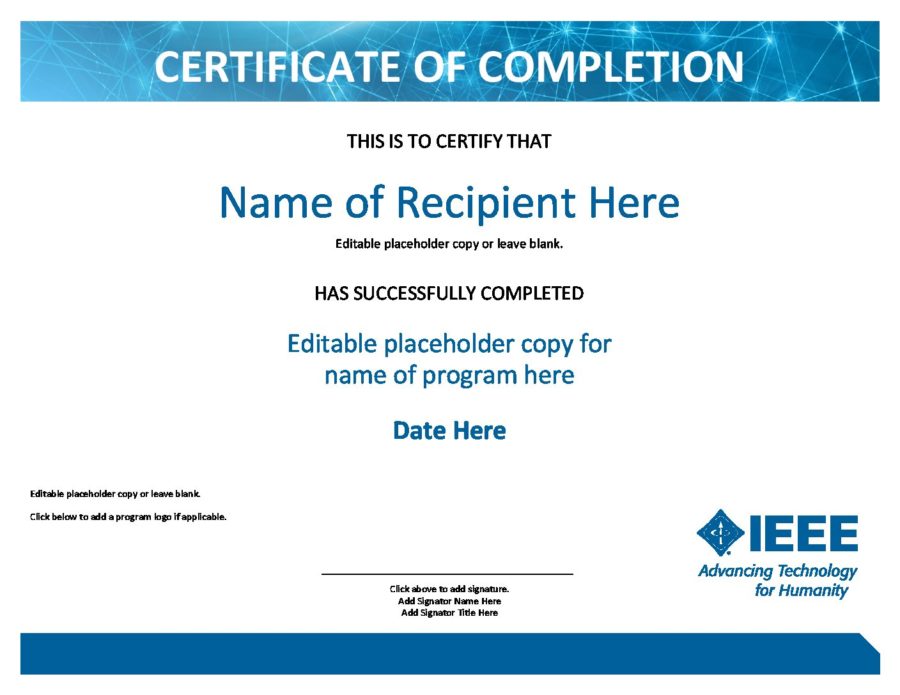 CERTIFICATE OF COMPLETION
THIS IS TO CERTIFY THAT
Name of Recipient Here
Editable placeholder copy or leave blank.
HAS SUCCESSFULLY COMPLETED
Editable placeholder copy for
name of program here
Date Here
Editable placeholder copy or leave blank.
Click below to add a program logo if applicable.
IEEE
Advancing Technology
for Humanity
Click above to add signature.
Add Signator Name Here
Add Signator Title Here